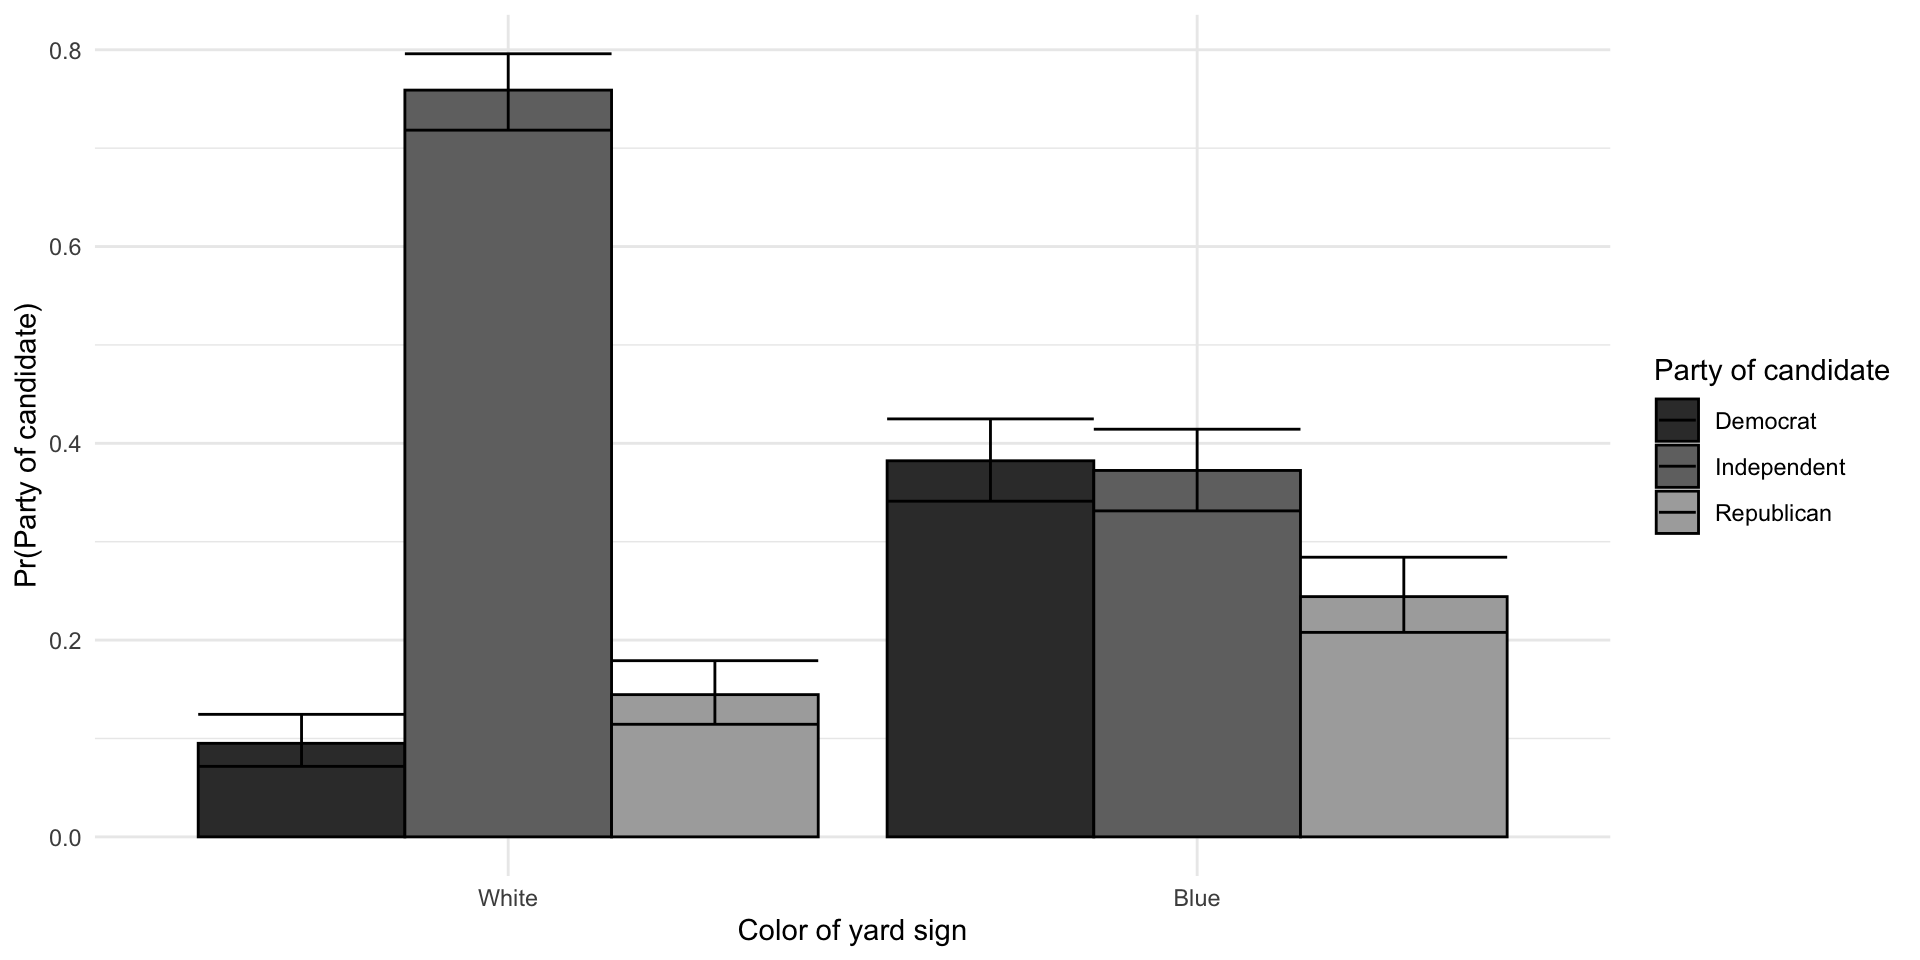 0.8
0.6
0.4
0.2
0.0
Pr(Party of candidate)
White
Blue
Color of yard sign
Party of candidate
Democrat
Independent
Republican